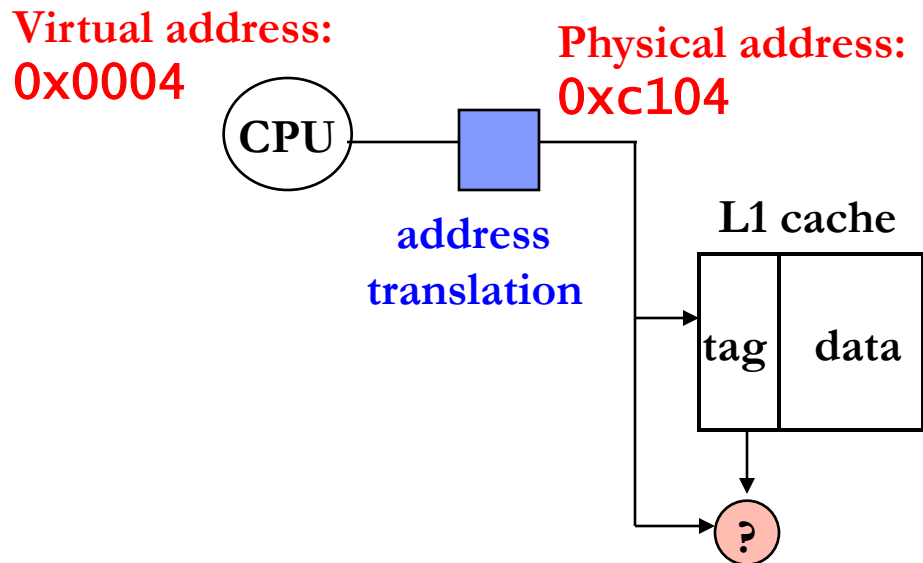 Virtual address:
0x0004
Physical address:
0xc104
CPU
address
translation
L1 cache
tag
data
?